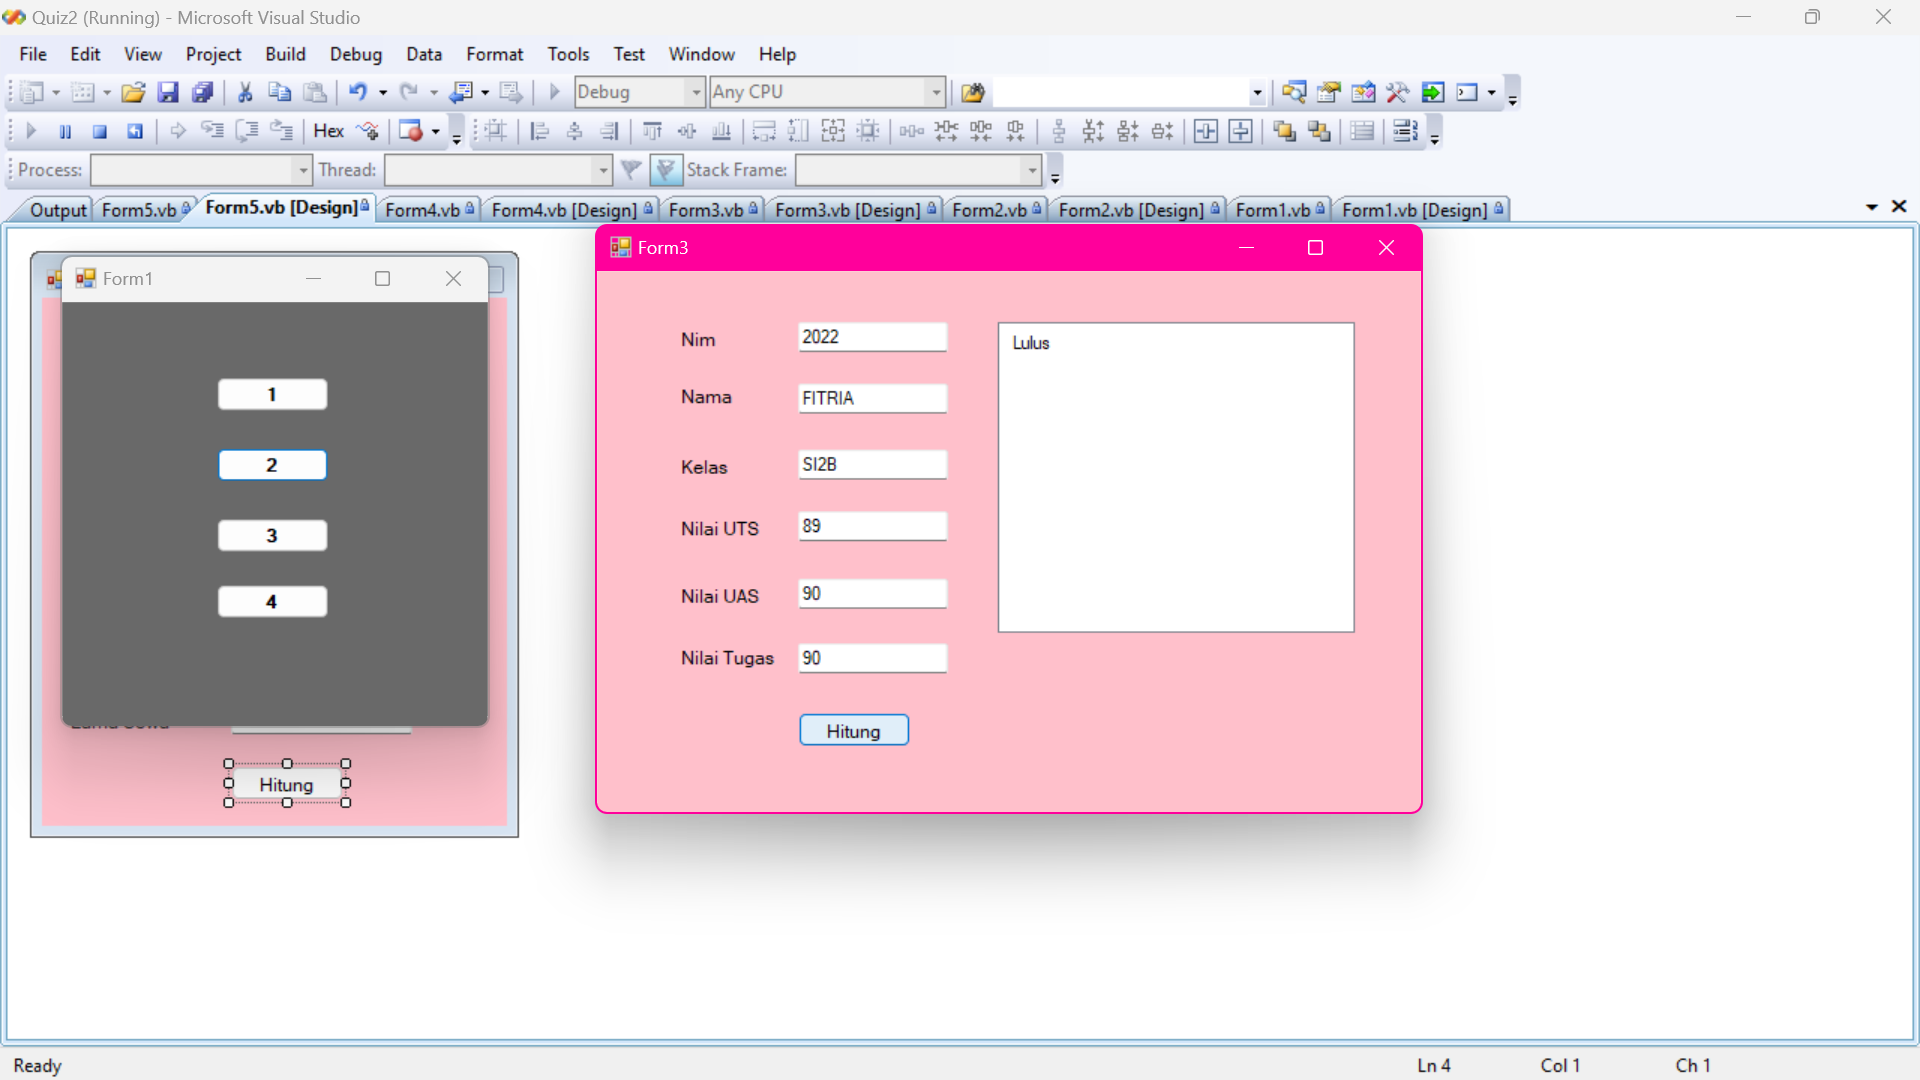 Quiz2 (Running) - Microsoft Visual Studio
File Edit View Project Build Debug Data Format Tools Test Window Help
Debug Any CPU
Hex
Process: Thread: Stack Frame:
Output Form5.vb Form5.vb [Design] Form4.vb Form4.vb [Design] Form3.vb Form3.vb [Design] Form2.vb Form2.vb [Design] Form1.vb Form1.vb [Design]
Form1
1
2
3
4
Hitung
Form3
Nim 2022
Nama FITRIA
Kelas SI2B
Nilai UTS 89
Nilai UAS 90
Nilai Tugas 90
Hitung
Lulus
Ready Ln 4 Col 1 Ch 1